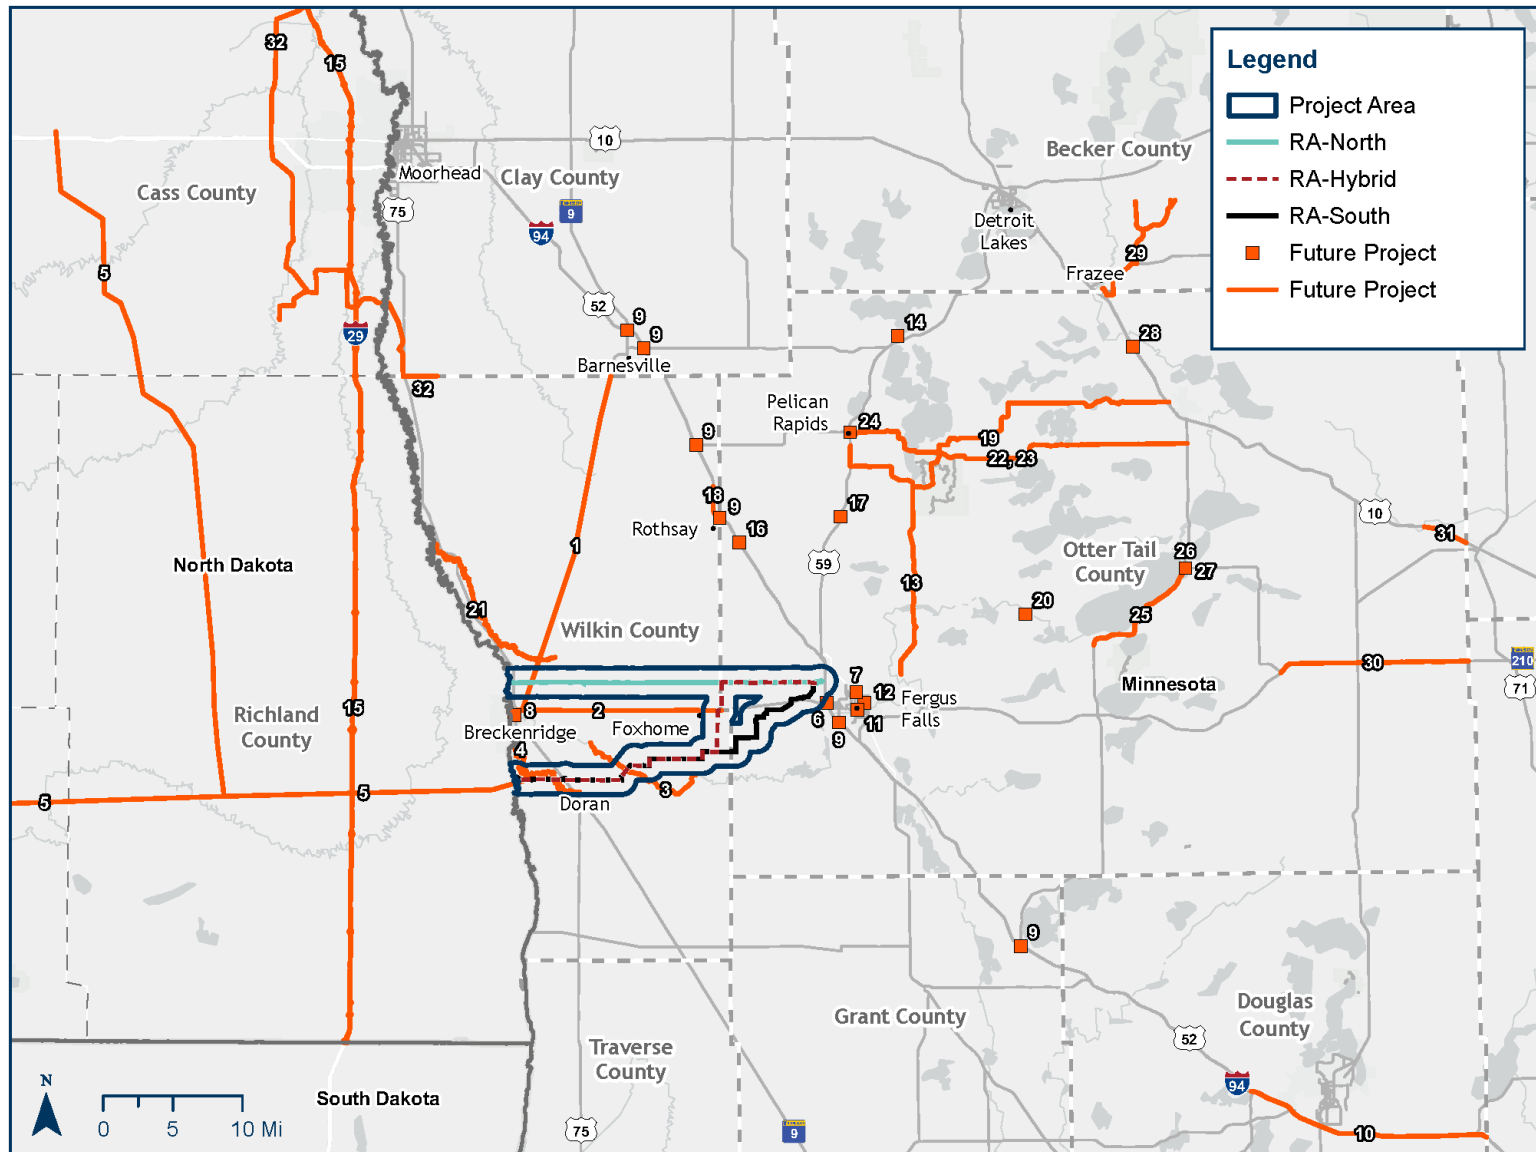 Legend
Project Area
RA-North
RA-Hybrid
RA-South
Future Project
Future Project
32
15
10
Moorhead
Clay County
Becker County
Cass County
75
9
94
Detroit
Lakes
5
29
Frazee
52
29
9
9
14
28
Barnesville
32
Pelican
Rapids
24
9
19
22, 23
18
9
17
10
Rothsay
16
31
1
North Dakota
59
Otter Tail
County
26
27
13
20
21
25
Wilkin County
30
210
71
Minnesota
7
12
Fergus
Falls
15
8
2
6
11
Richland
County
Breckenridge
Foxhome
9
4
5
5
3
Doran
9
Douglas
County
Grant County
52
Traverse
County
94
South Dakota
N
0 5 10 Mi
75
9
10